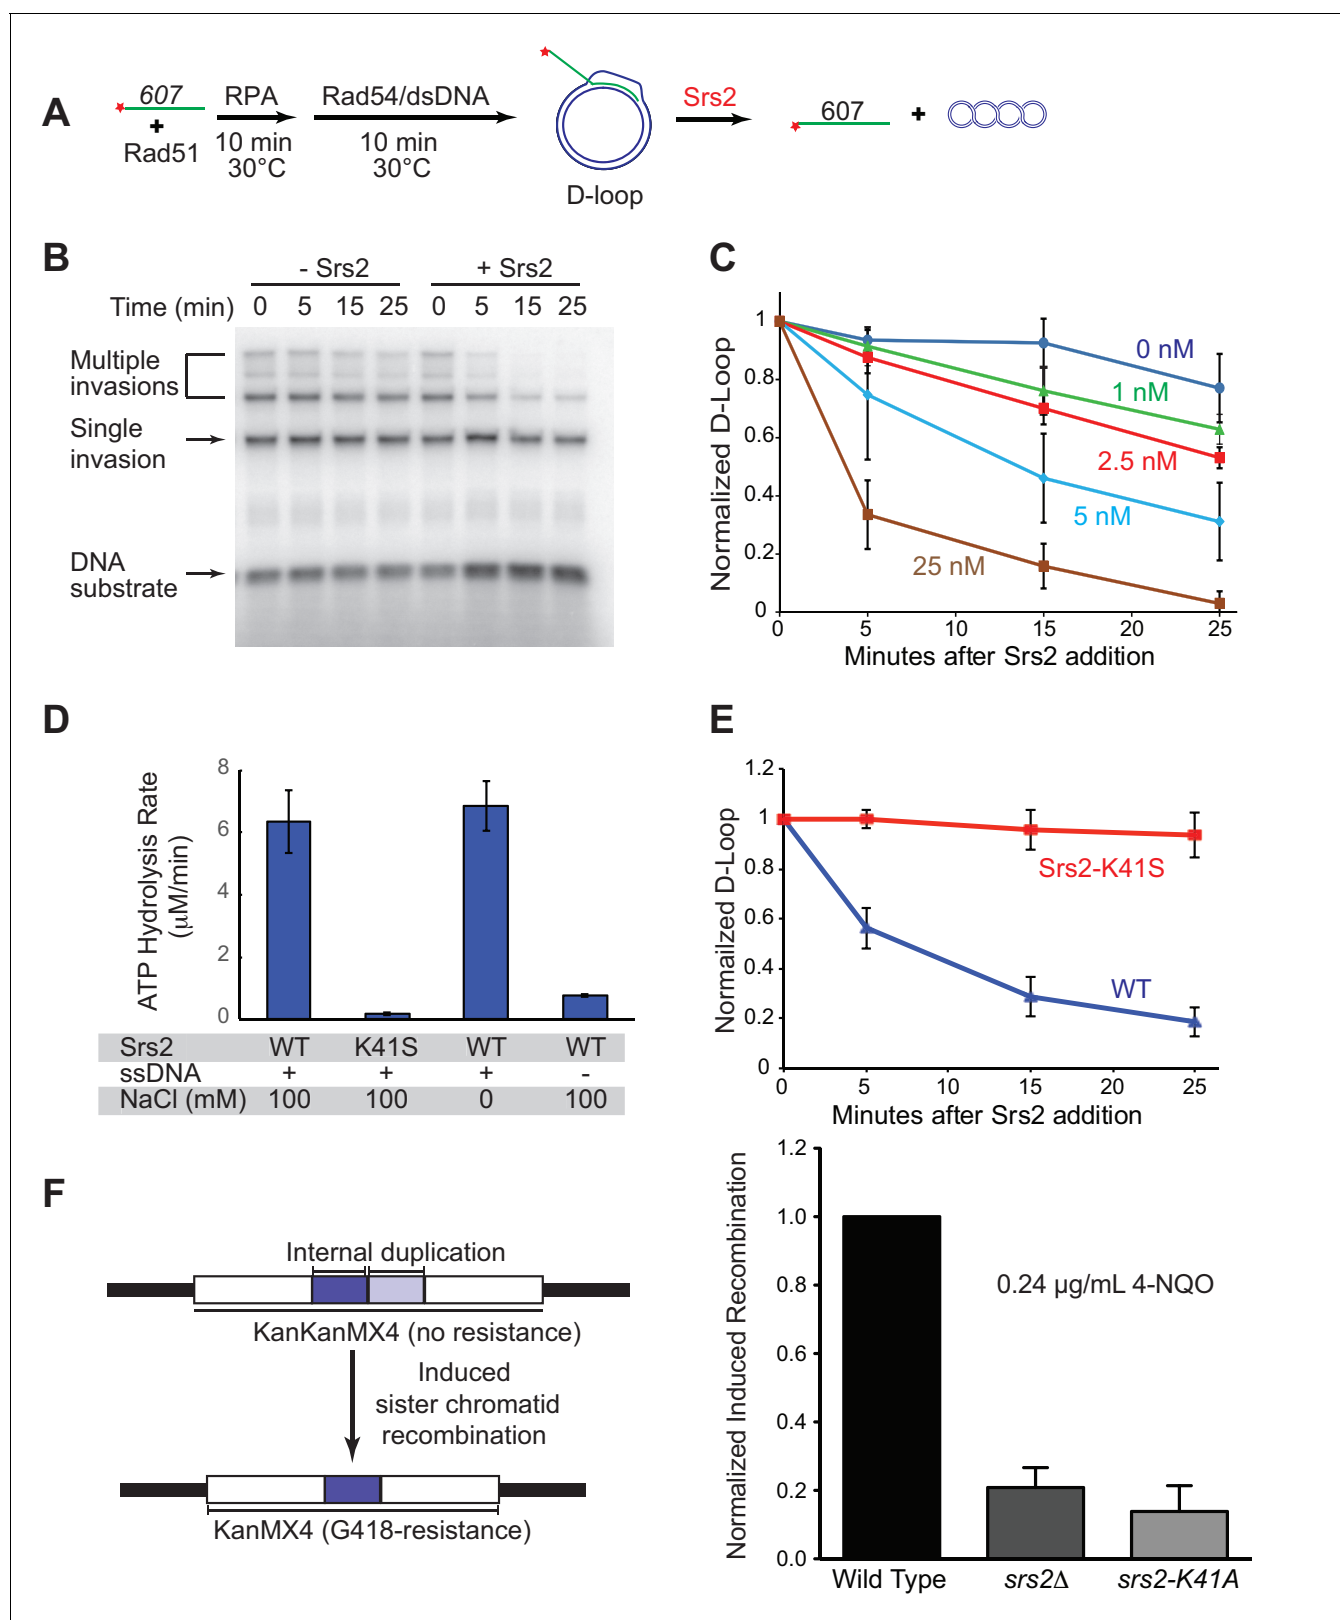 A
607
+
Rad51
RPA
10 min
30°C
Rad54/dsDNA
10 min
30°C
D-loop
Srs2
607
+
B
- Srs2
+ Srs2
Time (min)
0 5 15 25 0 5 15 25
Multiple
invasions
Single
invasion
DNA
substrate
C
Normalized D-Loop
1
0.8
0.6
0.4
0.2
0
0 nM
1 nM
2.5 nM
5 nM
25 nM
0 5 10 15 20 25
Minutes after Srs2 addition
D
ATP Hydrolysis Rate
(µM/min)
8
6
4
2
0
Srs2 WT K41S WT WT
ssDNA + + + -
NaCl (mM) 100 100 0 100
E
Normailzed D-Loop
1.2
1
0.8
0.6
0.4
0.2
0
Srs2-K41S
WT
0 5 10 15 20 25
Minutes after Srs2 addition
F
Internal duplication
KanKanMX4 (no resistance)
Induced
sister chromatid
recombination
KanMX4 (G418-resistance)
Normalized Induced Recombination
1.2
1.0
0.8
0.6
0.4
0.2
0.0
0.24 µg/mL 4-NQO
Wild Type srs2Δ srs2-K41A